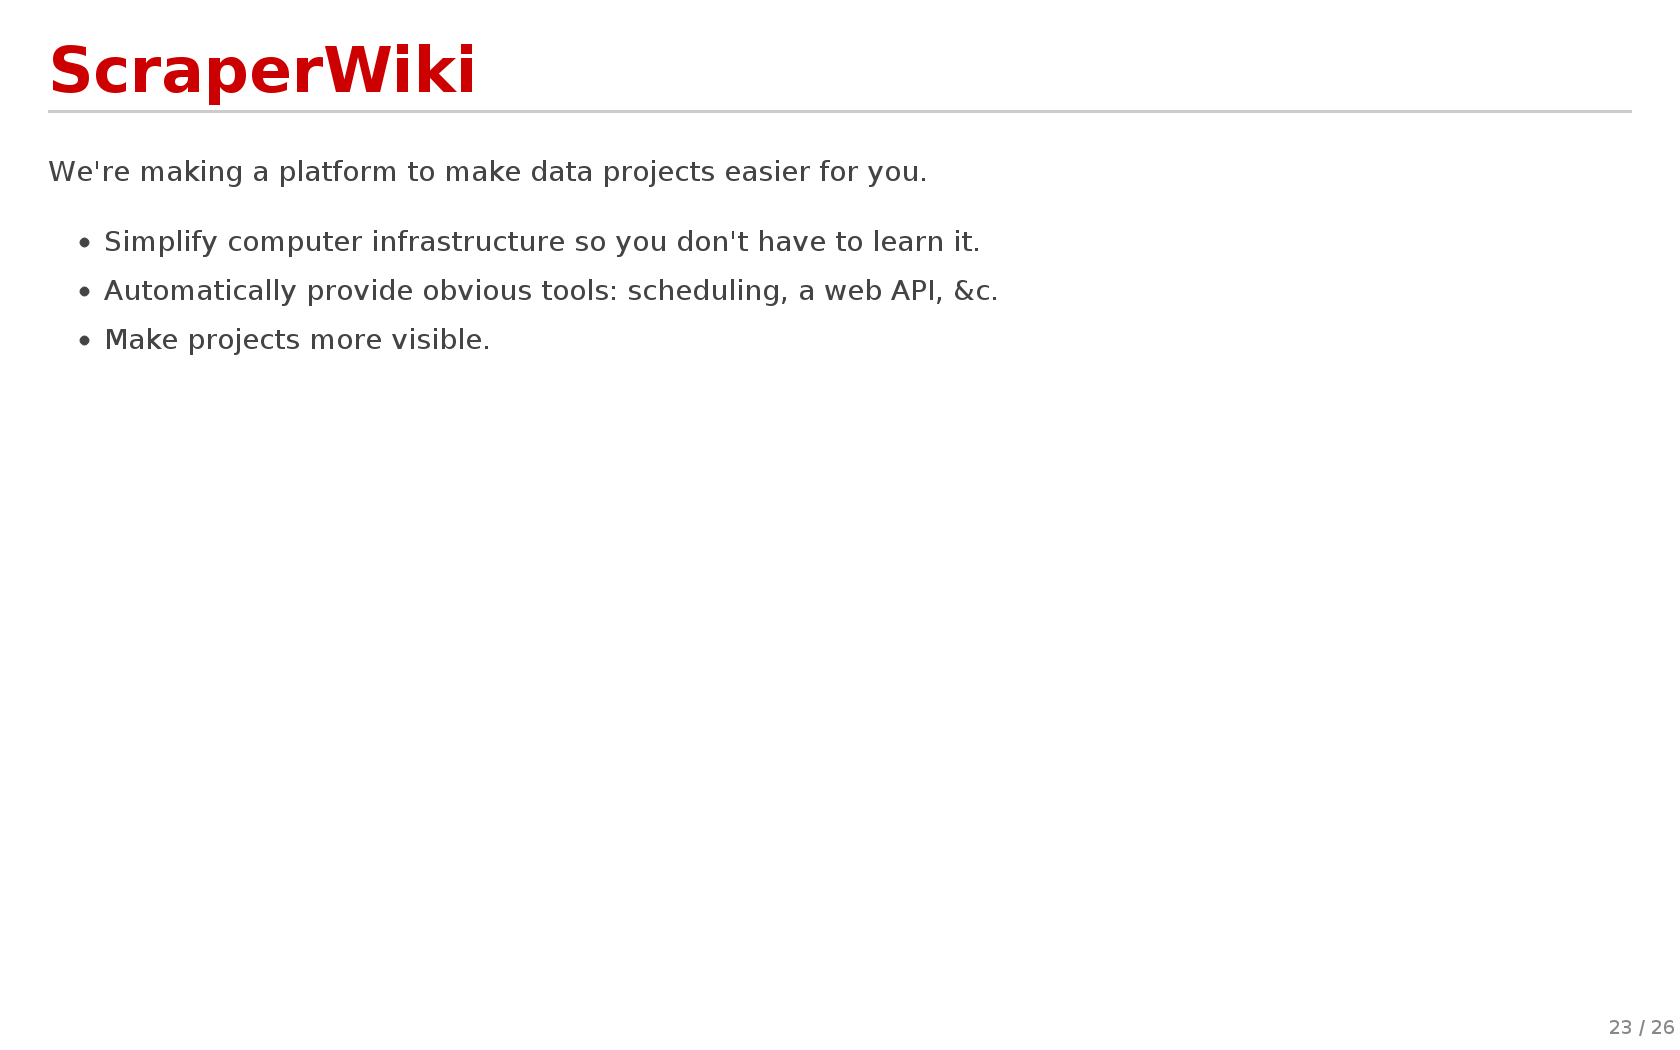 ScraperWiki
We're making a platform to make data projects easier for you.
• Simplify computer infrastructure so you don't have to learn it.
• Automatically provide obvious tools: scheduling, a web API, &c.
• Make projects more visible.
23 / 26